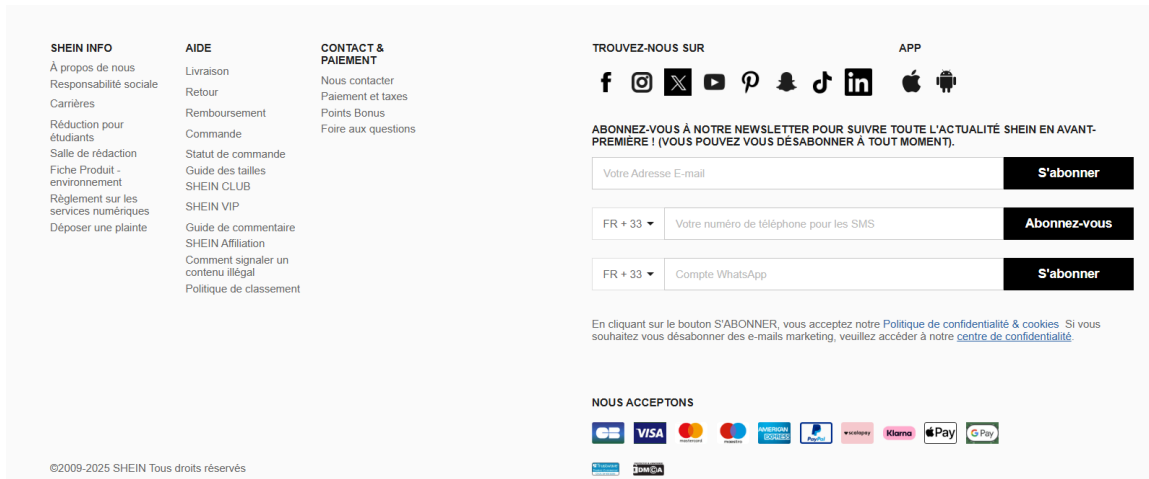 SHEIN INFO
À propos de nous
Responsabilité sociale
Carrières
Réduction pour
étudiants
Salle de rédaction
Fiche Produit -
environnement
Règlement sur les
services numériques
Déposer une plainte
AIDE
Livraison
Retour
Remboursement
Commande
Statut de commande
Guide des tailles
SHEIN CLUB
SHEIN VIP
Guide de commentaire
SHEIN Affiliation
Comment signaler un
contenu illégal
Politique de classement
CONTACT &
PAIEMENT
Nous contacter
Paiement et taxes
Points Bonus
Foire aux questions
TROUVEZ-NOUS SUR
APP
ABONNEZ-VOUS À NOTRE NEWSLETTER POUR SUIVRE TOUTE L'ACTUALITÉ SHEIN EN AVANT-
PREMIÈRE ! (VOUS POUVEZ VOUS DÉSABONNER À TOUT MOMENT).
Votre Adresse E-mail
S'abonner
FR + 33
Votre numéro de téléphone pour les SMS
Abonnez-vous
FR + 33
Compte WhatsApp
S'abonner
En cliquant sur le bouton S'ABONNER, vous acceptez notre Politique de confidentialité & cookies Si vous
souhaitez vous désabonner des e-mails marketing, veuillez accéder à notre centre de confidentialité.
NOUS ACCEPTONS
CB VISA mastercard maestro AMERICAN EXPRESS PayPal scalapay Klarna Pay G Pay
DMCA
©2009-2025 SHEIN Tous droits réservés